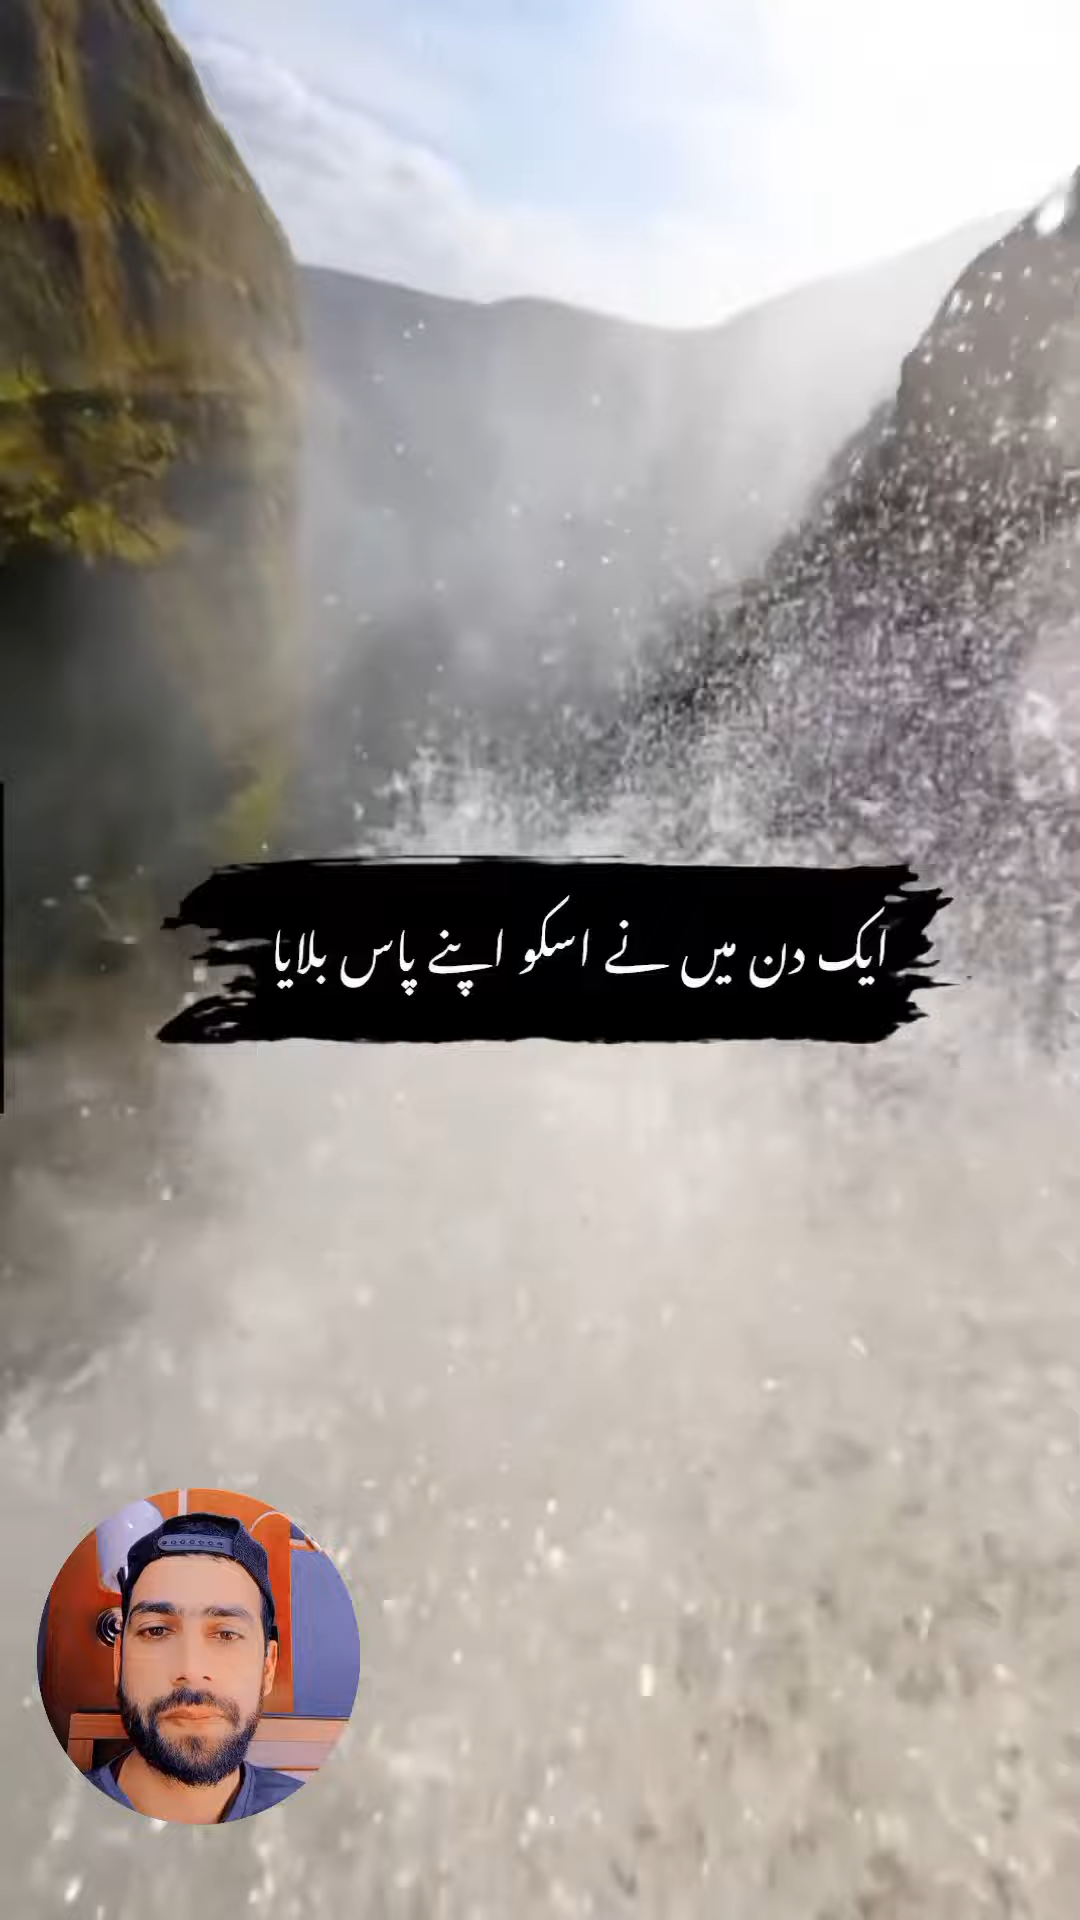 ایک دن میں نے اسکو اپنے پاس بلایا